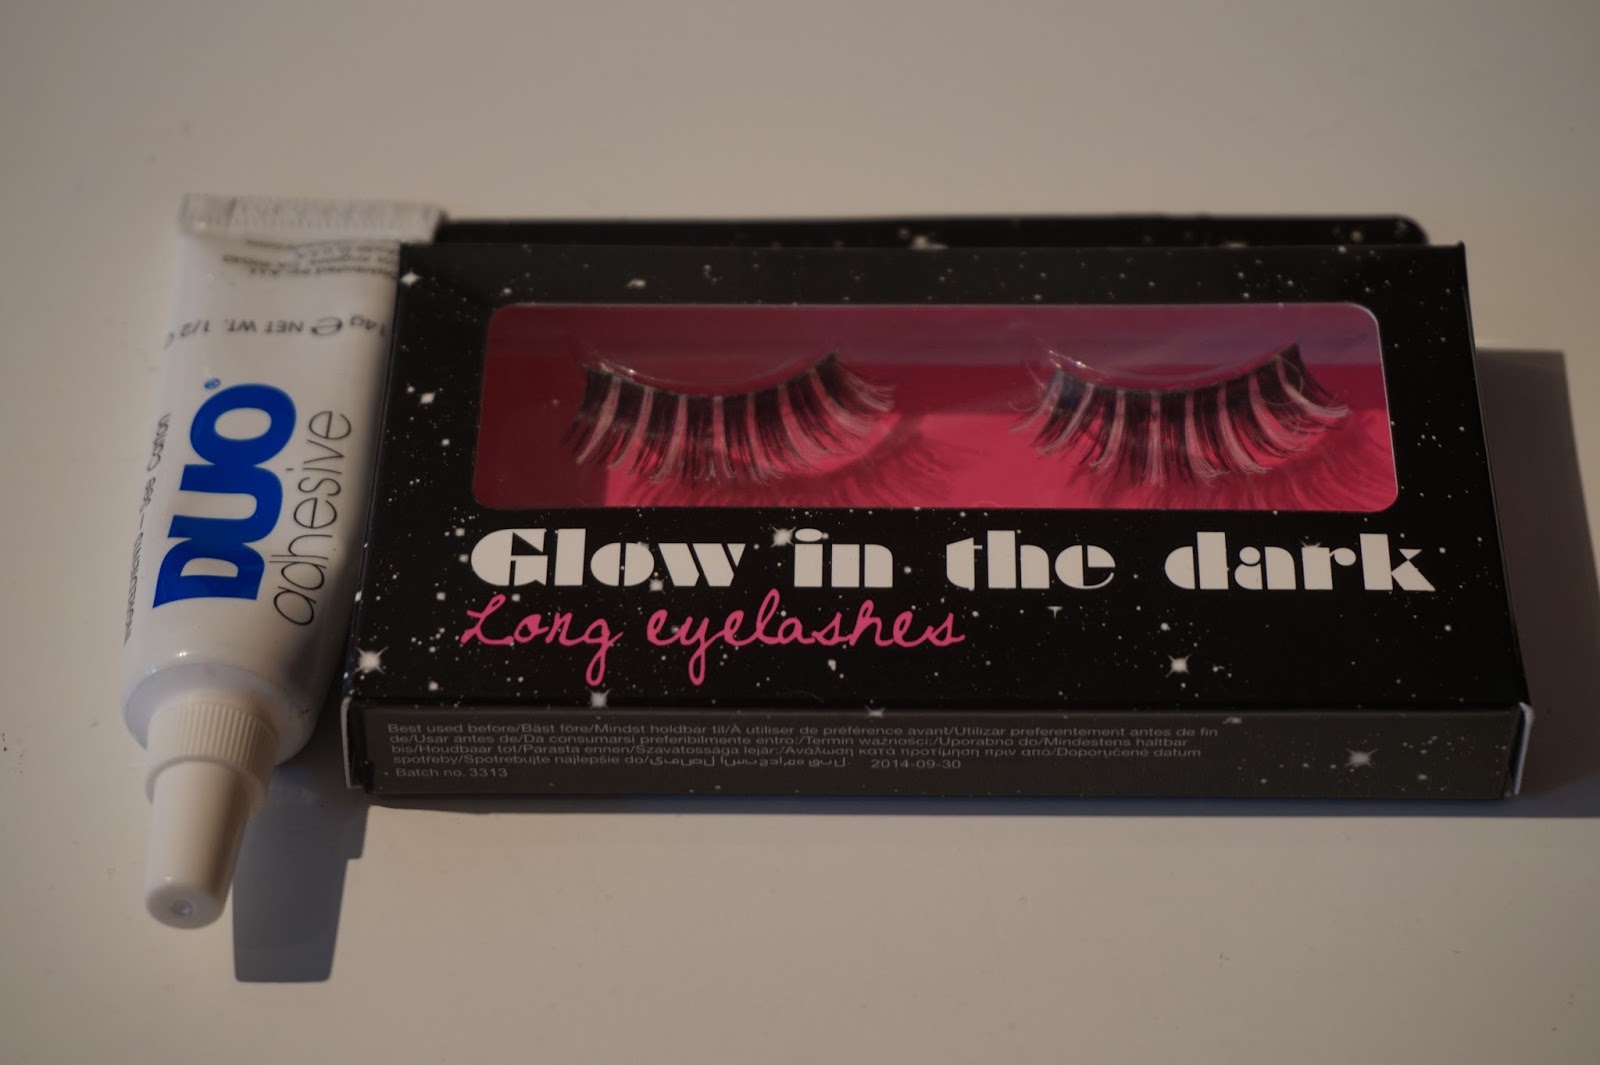 DUO®
adhesive
14g e NET WT. 1/2
Glow in the dark
Long eyelashes
Best used before/Bäst före/Mindst holdbar til/À utiliser de preférence avant/Utilizar preferentemente antes de fin
de/Usar antes de/Da consumarsi preferibilmente entro:/Termin ważności/Uporabno do/Mindestens haltbar
bis/Houdbaar tot/Parasta ennen/Szavatossága lejár:/Ανάλωση κατά προτίμηση πριν από/Doporučené datum
spotřeby/Spotrebujte najlepšie do/ 2014-09-30
Batch no. 3313